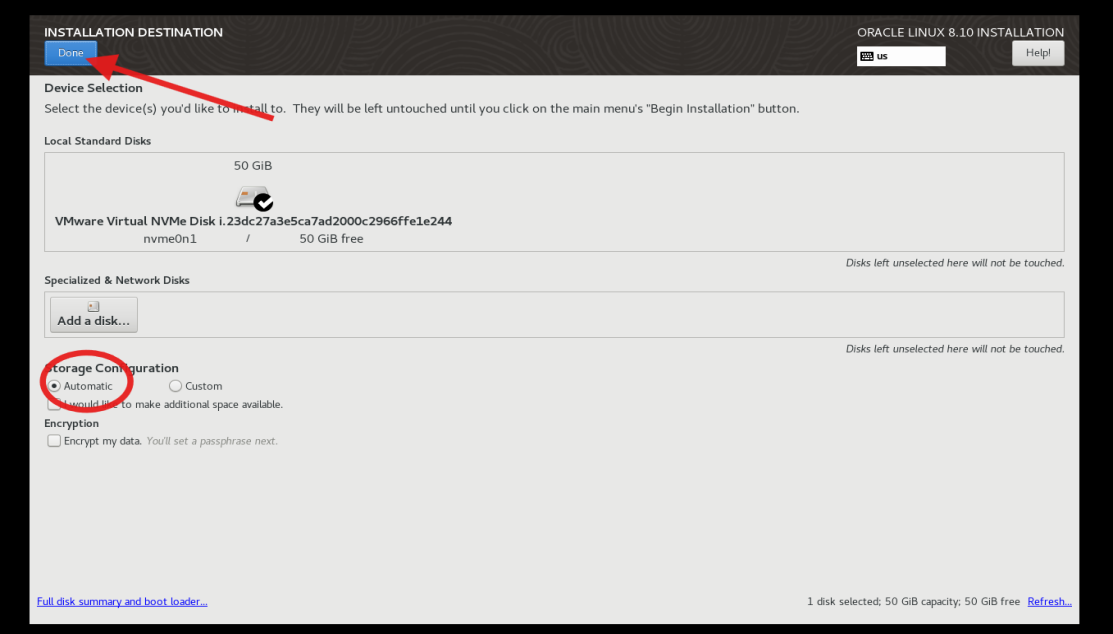 INSTALLATION DESTINATION
ORACLE LINUX 8.10 INSTALLATION
Done
us
Help!
Device Selection
Select the device(s) you'd like to install to. They will be left untouched until you click on the main menu's "Begin Installation" button.
Local Standard Disks
50 GiB
VMware Virtual NVMe Disk i.23dc27a3e5ca7ad2000c2966ffe1e244
nvme0n1 / 50 GiB free
Disks left unselected here will not be touched.
Specialized & Network Disks
Add a disk...
Disks left unselected here will not be touched.
Storage Configuration
Automatic Custom
I would like to make additional space available.
Encryption
Encrypt my data. You'll set a passphrase next.
Full disk summary and boot loader...
1 disk selected; 50 GiB capacity; 50 GiB free Refresh...